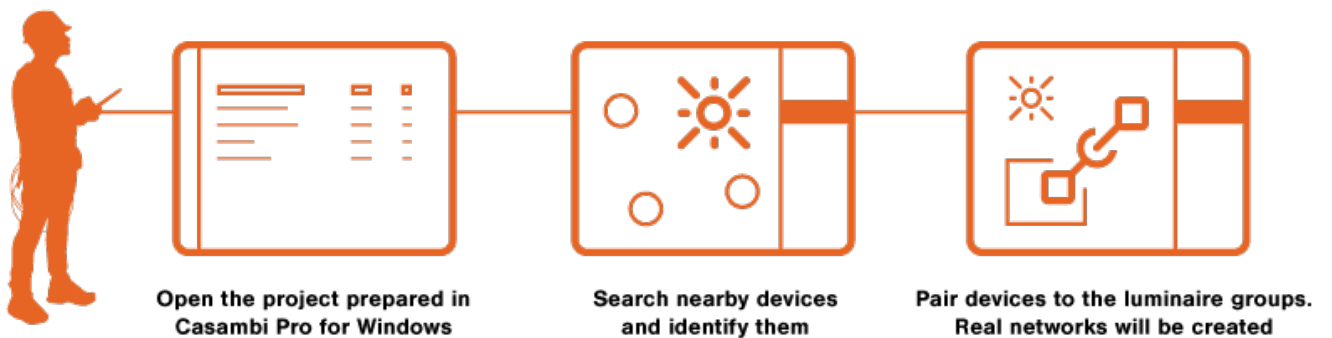 Open the project prepared in
Casambi Pro for Windows
Search nearby devices
and identify them
Pair devices to the luminaire groups.
Real networks will be created